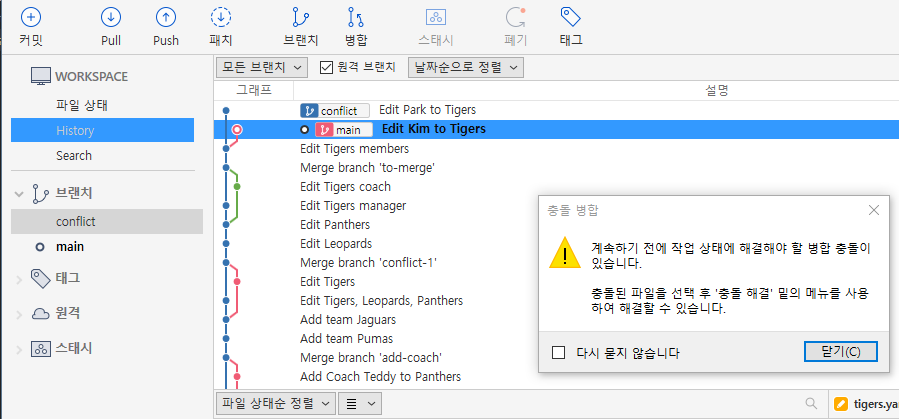 커밋
Pull
Push
패치
브랜치
병합
스태시
폐기
태그
WORKSPACE
파일 상태
History
Search
브랜치
conflict
main
태그
원격
스태시
모든 브랜치
원격 브랜치
날짜순으로 정렬
그래프
설명
conflict Edit Park to Tigers
main Edit Kim to Tigers
Edit Tigers members
Merge branch 'to-merge'
Edit Tigers coach
Edit Tigers manager
Edit Panthers
Edit Leopards
Merge branch 'conflict-1'
Edit Tigers
Edit Tigers, Leopards, Panthers
Add team Jaguars
Add team Pumas
Merge branch 'add-coach'
Add Coach Teddy to Panthers
충돌 병합
계속하기 전에 작업 상태에 해결해야 할 병합 충돌이
있습니다.
충돌된 파일을 선택 후 '충돌 해결' 밑의 메뉴를 사용
하여 해결할 수 있습니다.
다시 묻지 않습니다
닫기(C)
파일 상태순 정렬
tigers.ya